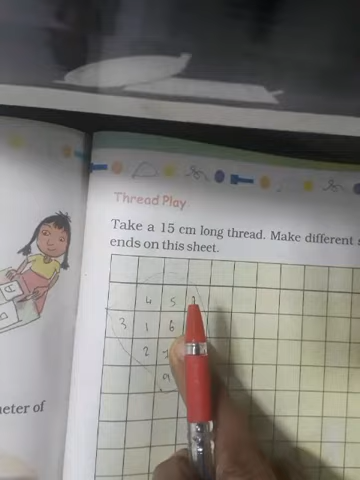 Thread Play
Take a 15 cm long thread. Make different
ends on this sheet.
4 5
3 1 6
2
9
eter of